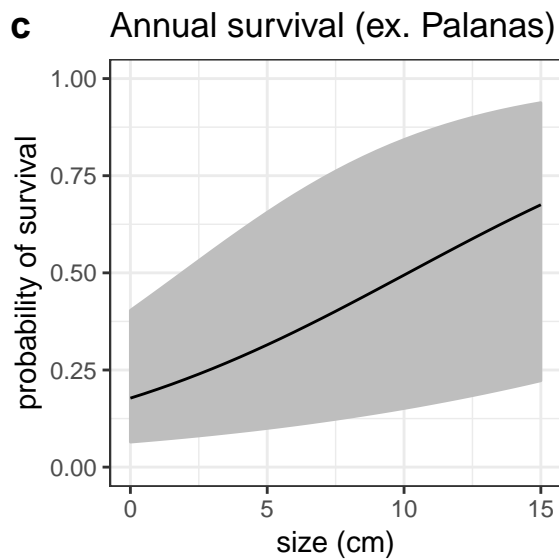 c Annual survival (ex. Palanas)
probability of survival
1.00
0.75
0.50
0.25
0.00
0 5 10 15
size (cm)